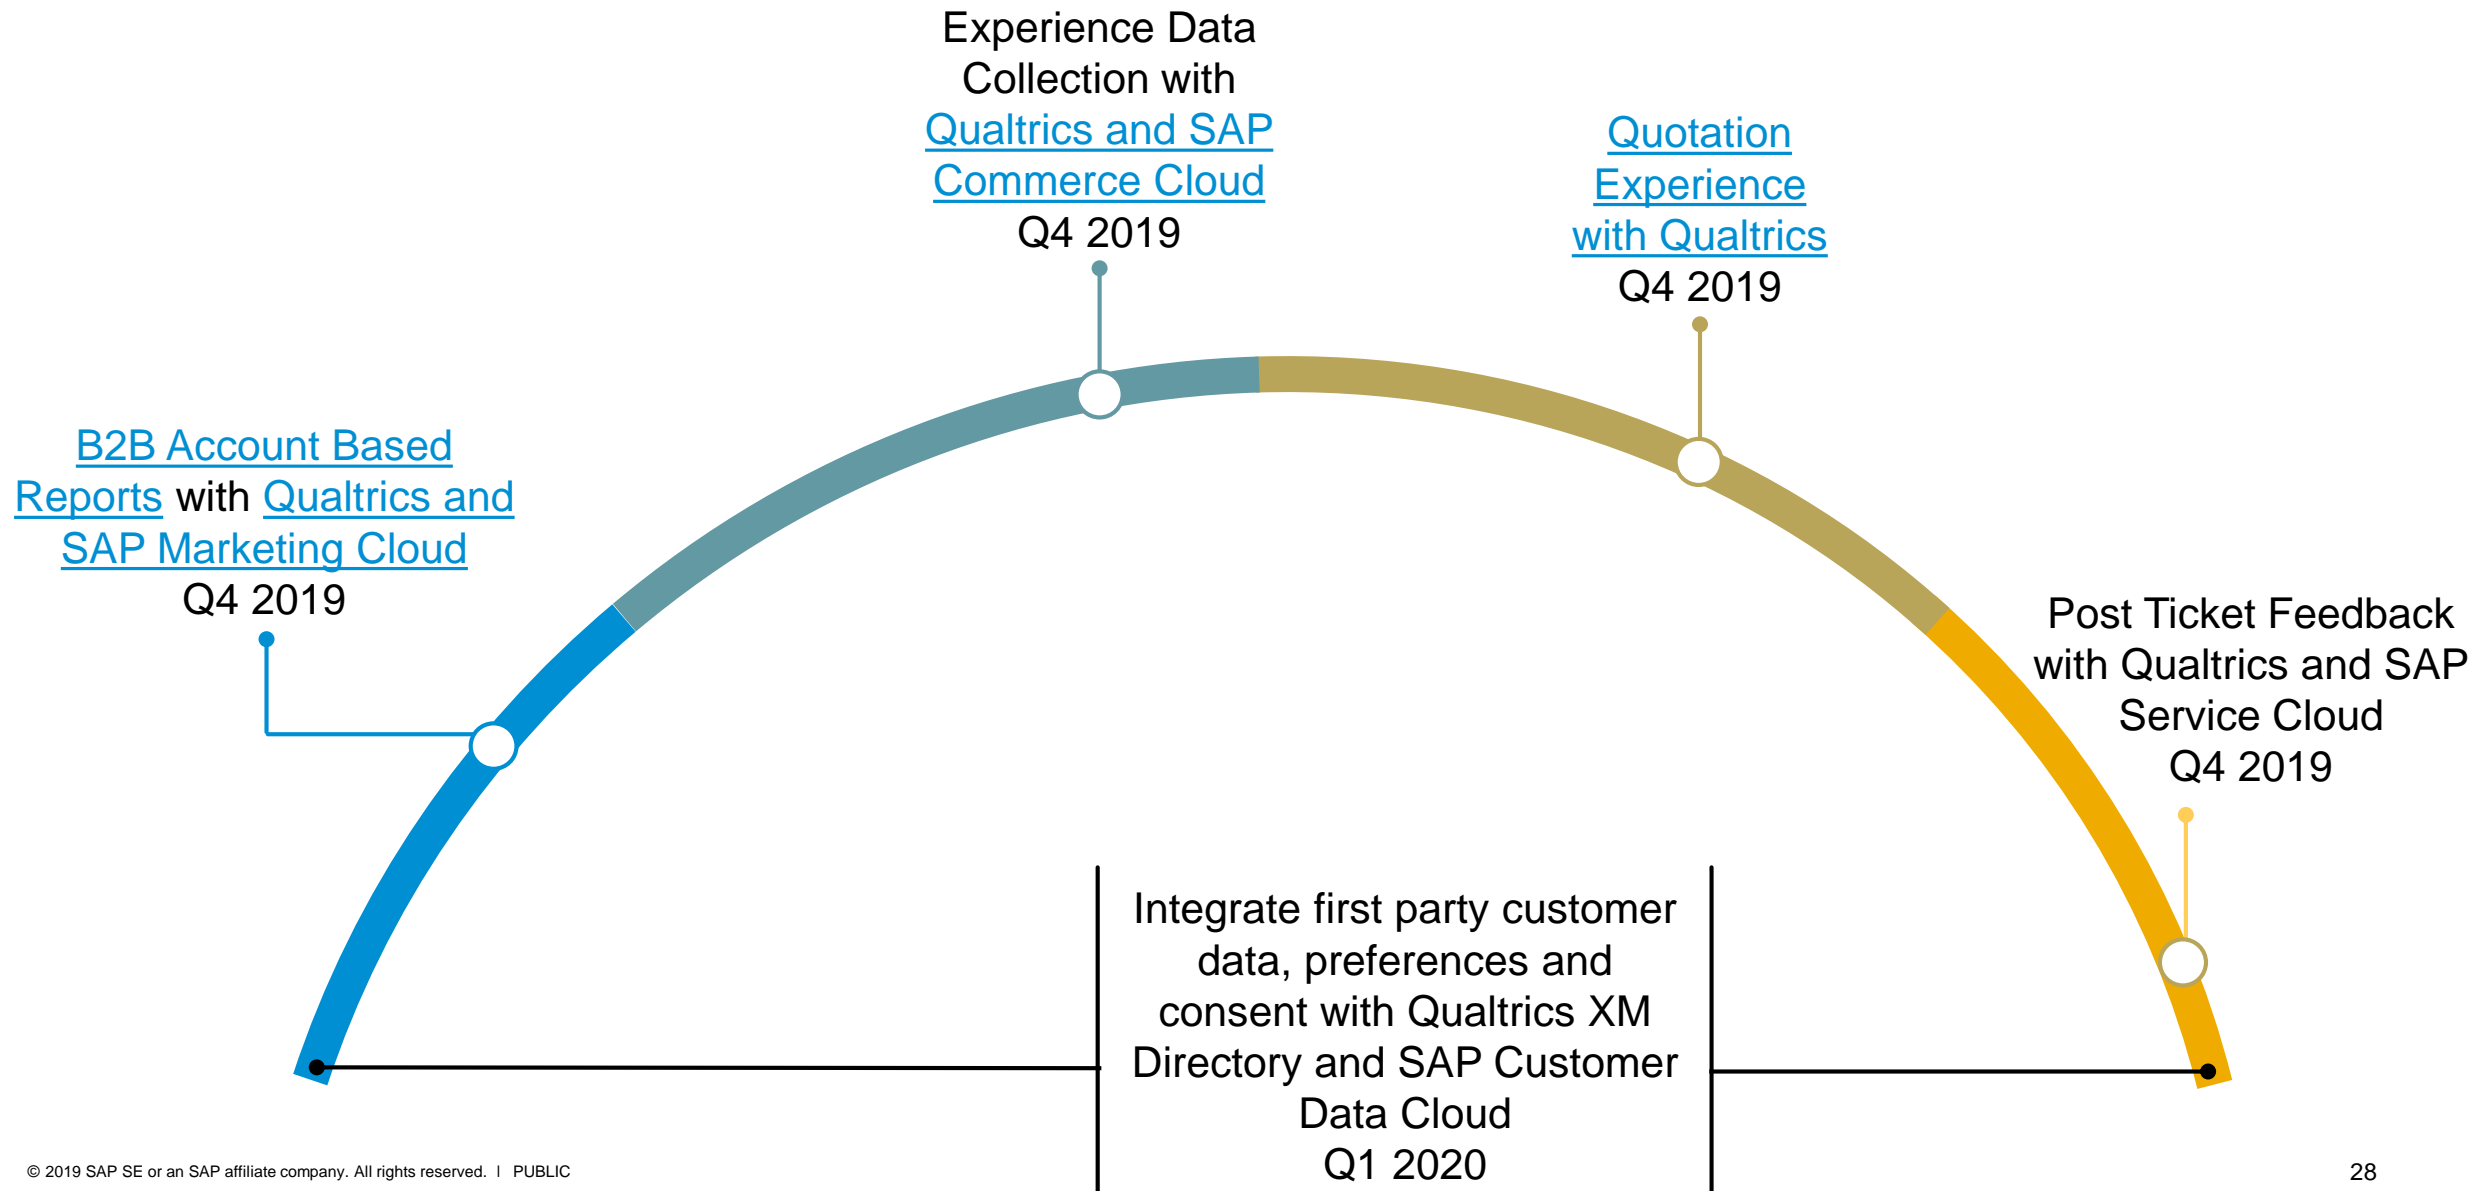 Experience Data
Collection with
Qualtrics and SAP
Commerce Cloud
Q4 2019
Quotation
Experience
with Qualtrics
Q4 2019
B2B Account Based
Reports with Qualtrics and
SAP Marketing Cloud
Q4 2019
Post Ticket Feedback
with Qualtrics and SAP
Service Cloud
Q4 2019
Integrate first party customer
data, preferences and
consent with Qualtrics XM
Directory and SAP Customer
Data Cloud
Q1 2020
© 2019 SAP SE or an SAP affiliate company. All rights reserved. | PUBLIC
28